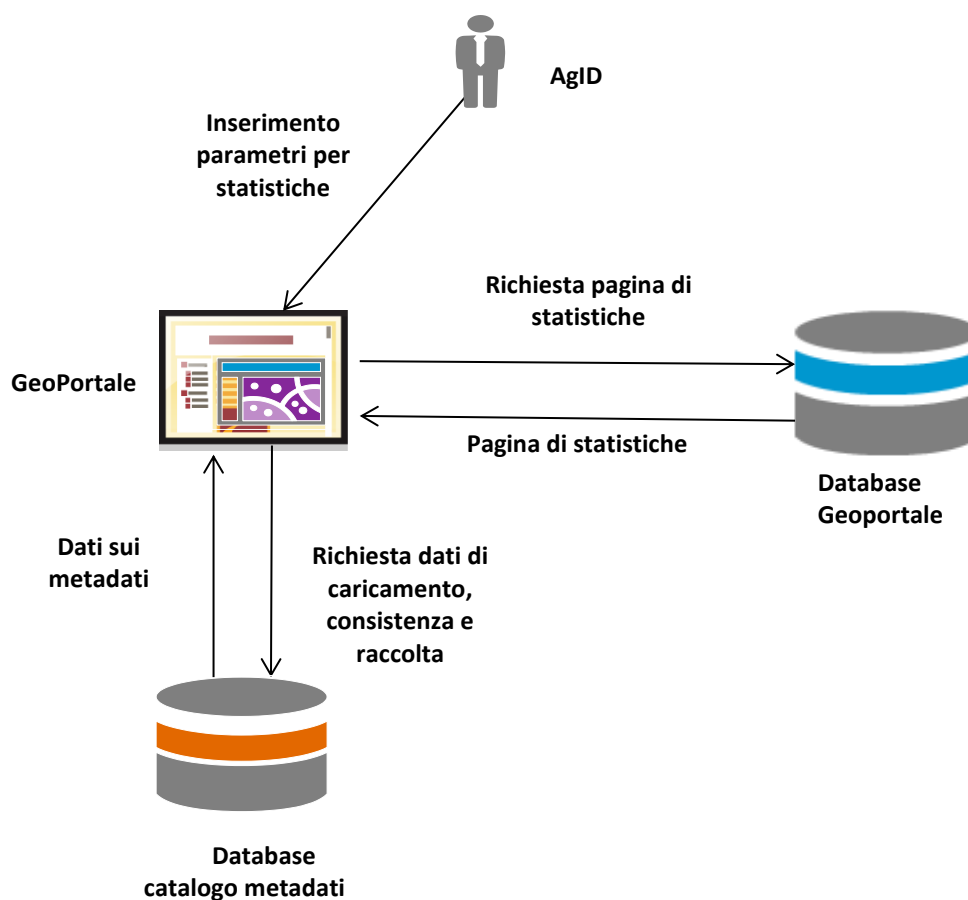 AgID
Inserimento
parametri per
statistiche
Richiesta pagina di
statistiche
GeoPortale
Pagina di statistiche
Database
Geoportale
Dati sui
metadati
Richiesta dati di
caricamento,
consistenza e
raccolta
Database
catalogo metadati